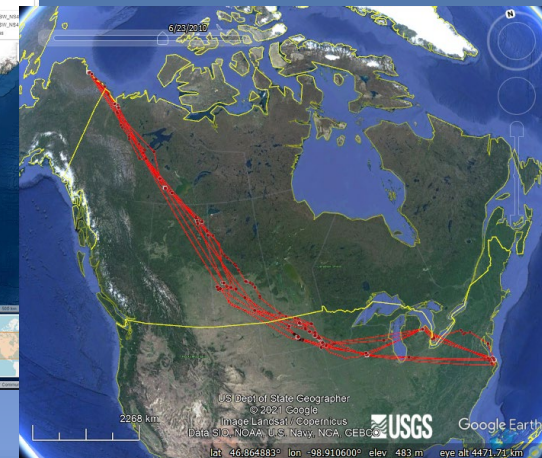 6/23/2010
N
US Dept of State Geographer
© 2021 Google
Image Landsat / Copernicus
Data SIO, NOAA, U.S. Navy, NGA, GEBCO
2268 km
USGS
Google Earth
lat 46.864883° lon -98.910600° elev 483 m eye alt 4471.71 km